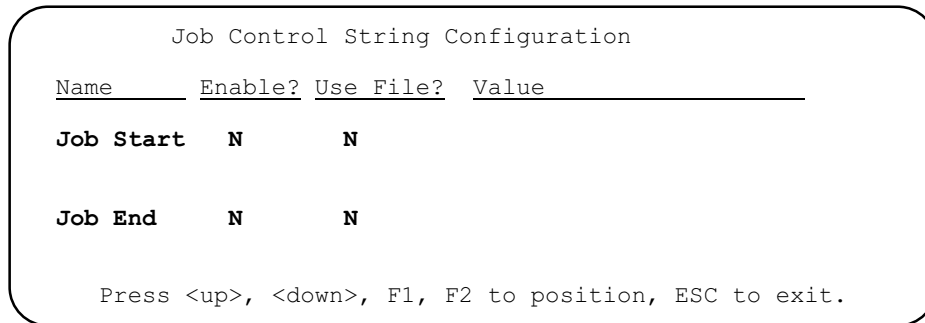 Job Control String Configuration
Name Enable? Use File? Value
Job Start N N
Job End N N
Press <up>, <down>, F1, F2 to position, ESC to exit.